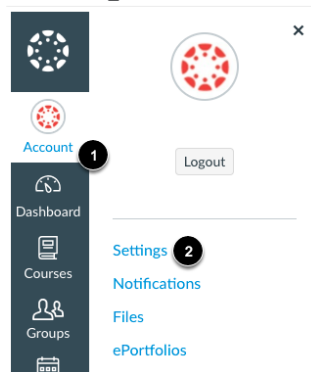 Account
1
Dashboard
Courses
Groups
×
Logout
Settings 2
Notifications
Files
ePortfolios